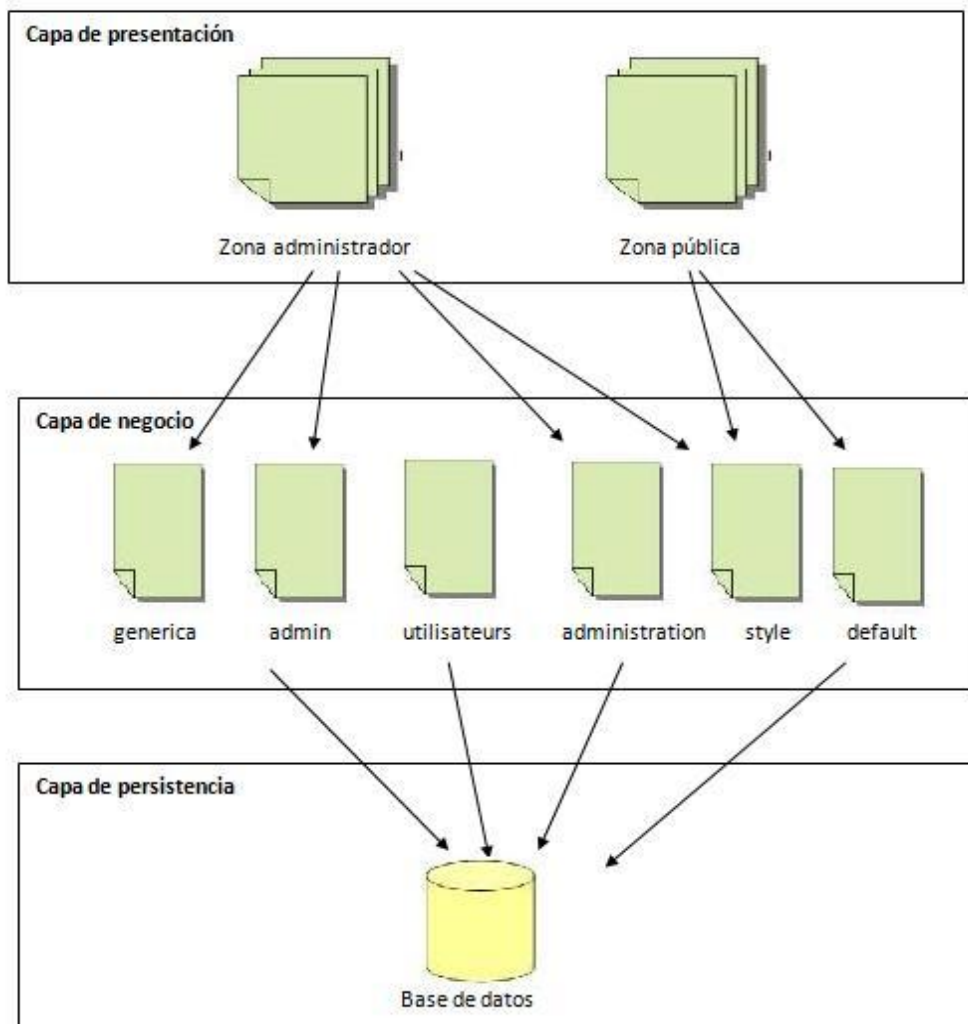 Capa de presentación
Zona administrador
Zona pública
Capa de negocio
generica
admin
utilisateurs
administration
style
default
Capa de persistencia
Base de datos